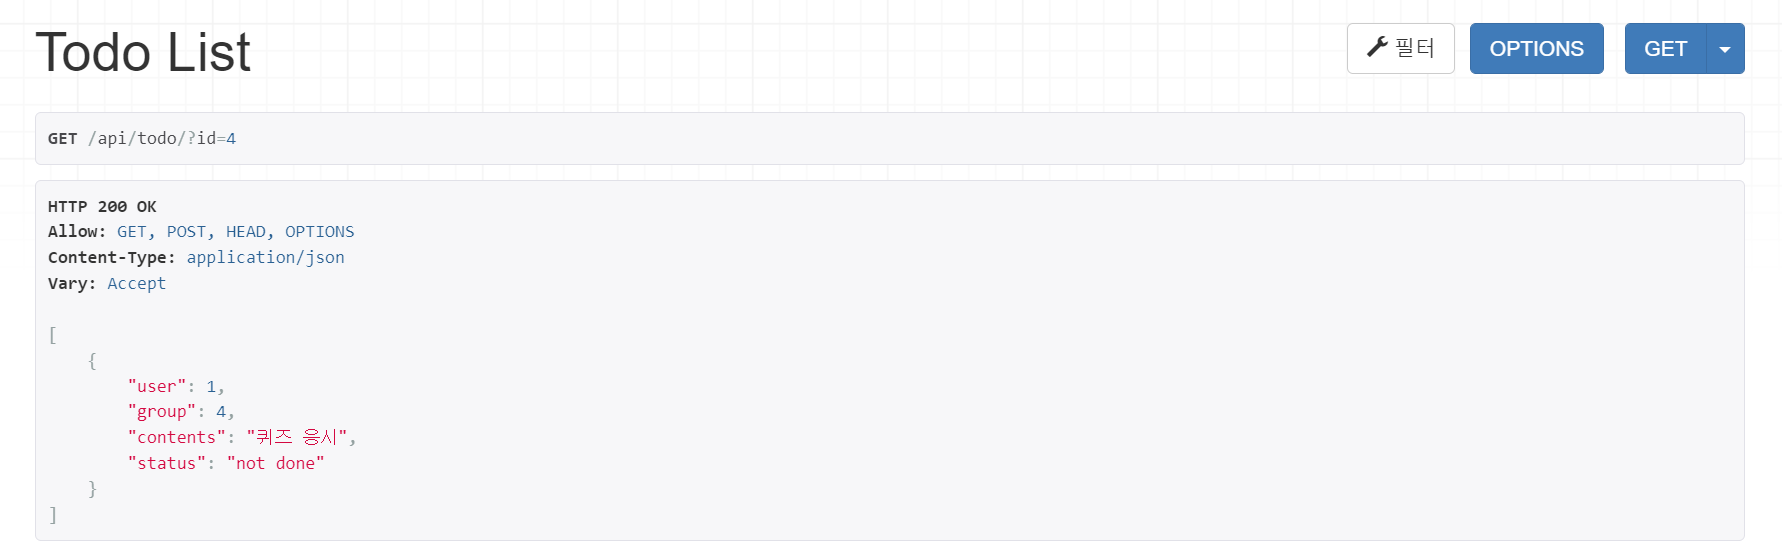 Todo List
필터
OPTIONS
GET
GET /api/todo/?id=4
HTTP 200 OK
Allow: GET, POST, HEAD, OPTIONS
Content-Type: application/json
Vary: Accept
[
    {
        "user": 1,
        "group": 4,
        "contents": "퀴즈 응시",
        "status": "not done"
    }
]